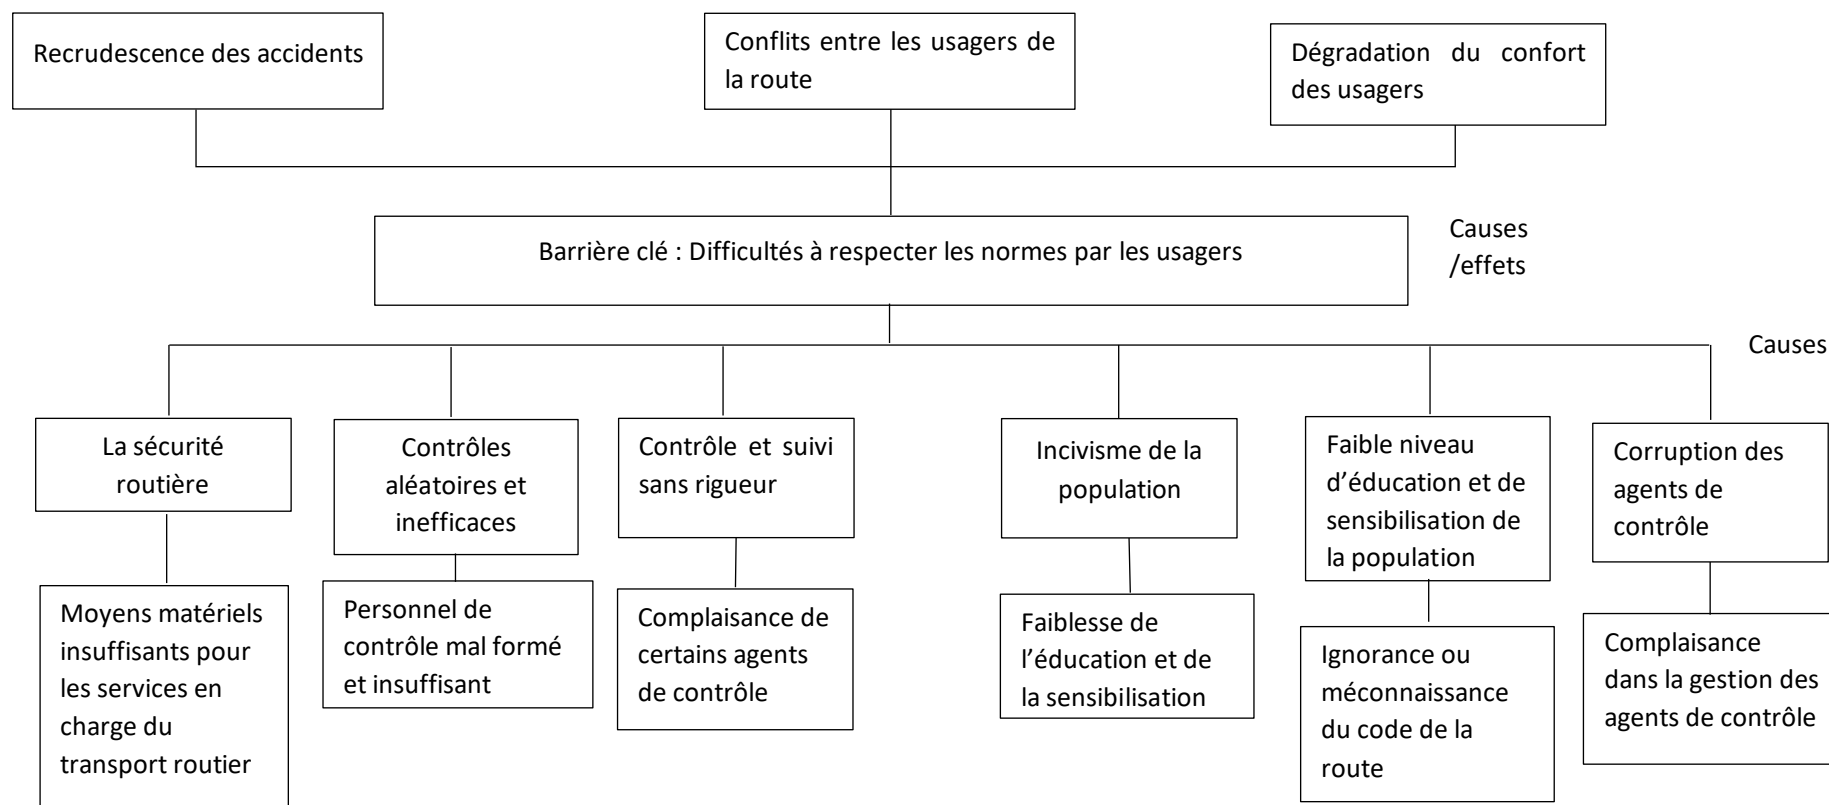 Recrudescence des accidents
Conflits entre les usagers de
la route
Dégradation du confort
des usagers
Barrière clé : Difficultés à respecter les normes par les usagers
Causes
/effets
Causes
La sécurité
routière
Contrôles
aléatoires et
inefficaces
Contrôle et suivi
sans rigueur
Incivisme de la
population
Faible niveau
d’éducation et de
sensibilisation de
la population
Corruption des
agents de
contrôle
Moyens matériels
insuffisants pour
les services en
charge du
transport routier
Personnel de
contrôle mal formé
et insuffisant
Complaisance de
certains agents
de contrôle
Faiblesse de
l’éducation et de
la sensibilisation
Ignorance ou
méconnaissance
du code de la
route
Complaisance
dans la gestion des
agents de contrôle